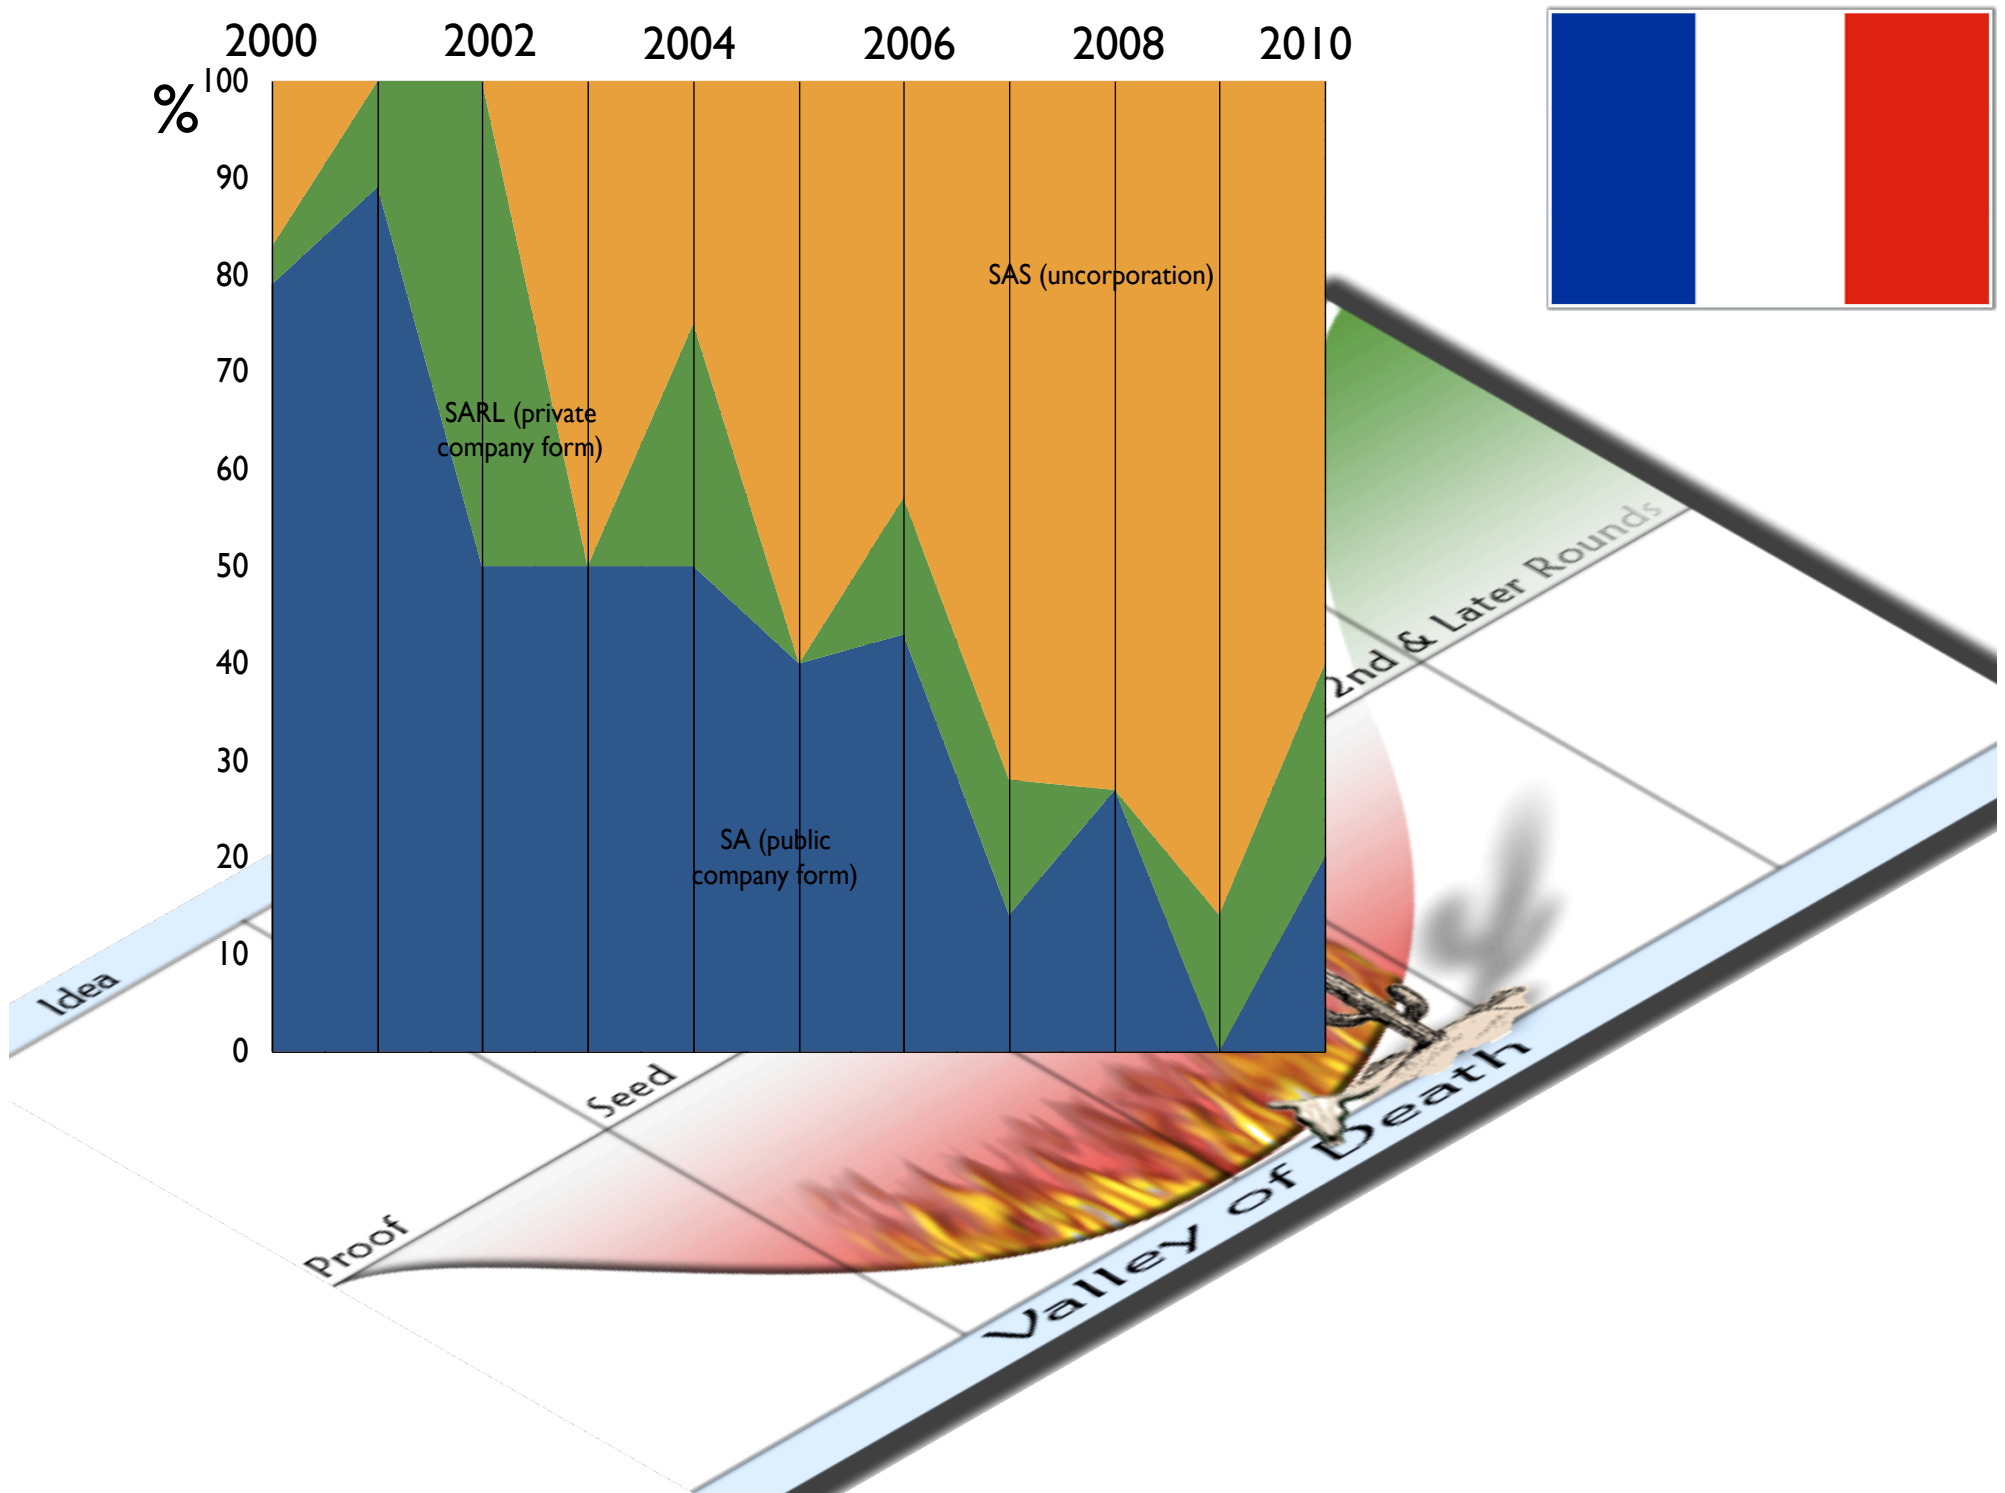 2000 2002 2004 2006 2008 2010
%
100
90
80
70
60
50
40
30
20
10
0
SAS (uncorporation)
SARL (private
company form)
SA (public
company form)
2nd & Later Rounds
Idea
Seed
Proof
Valley of Death